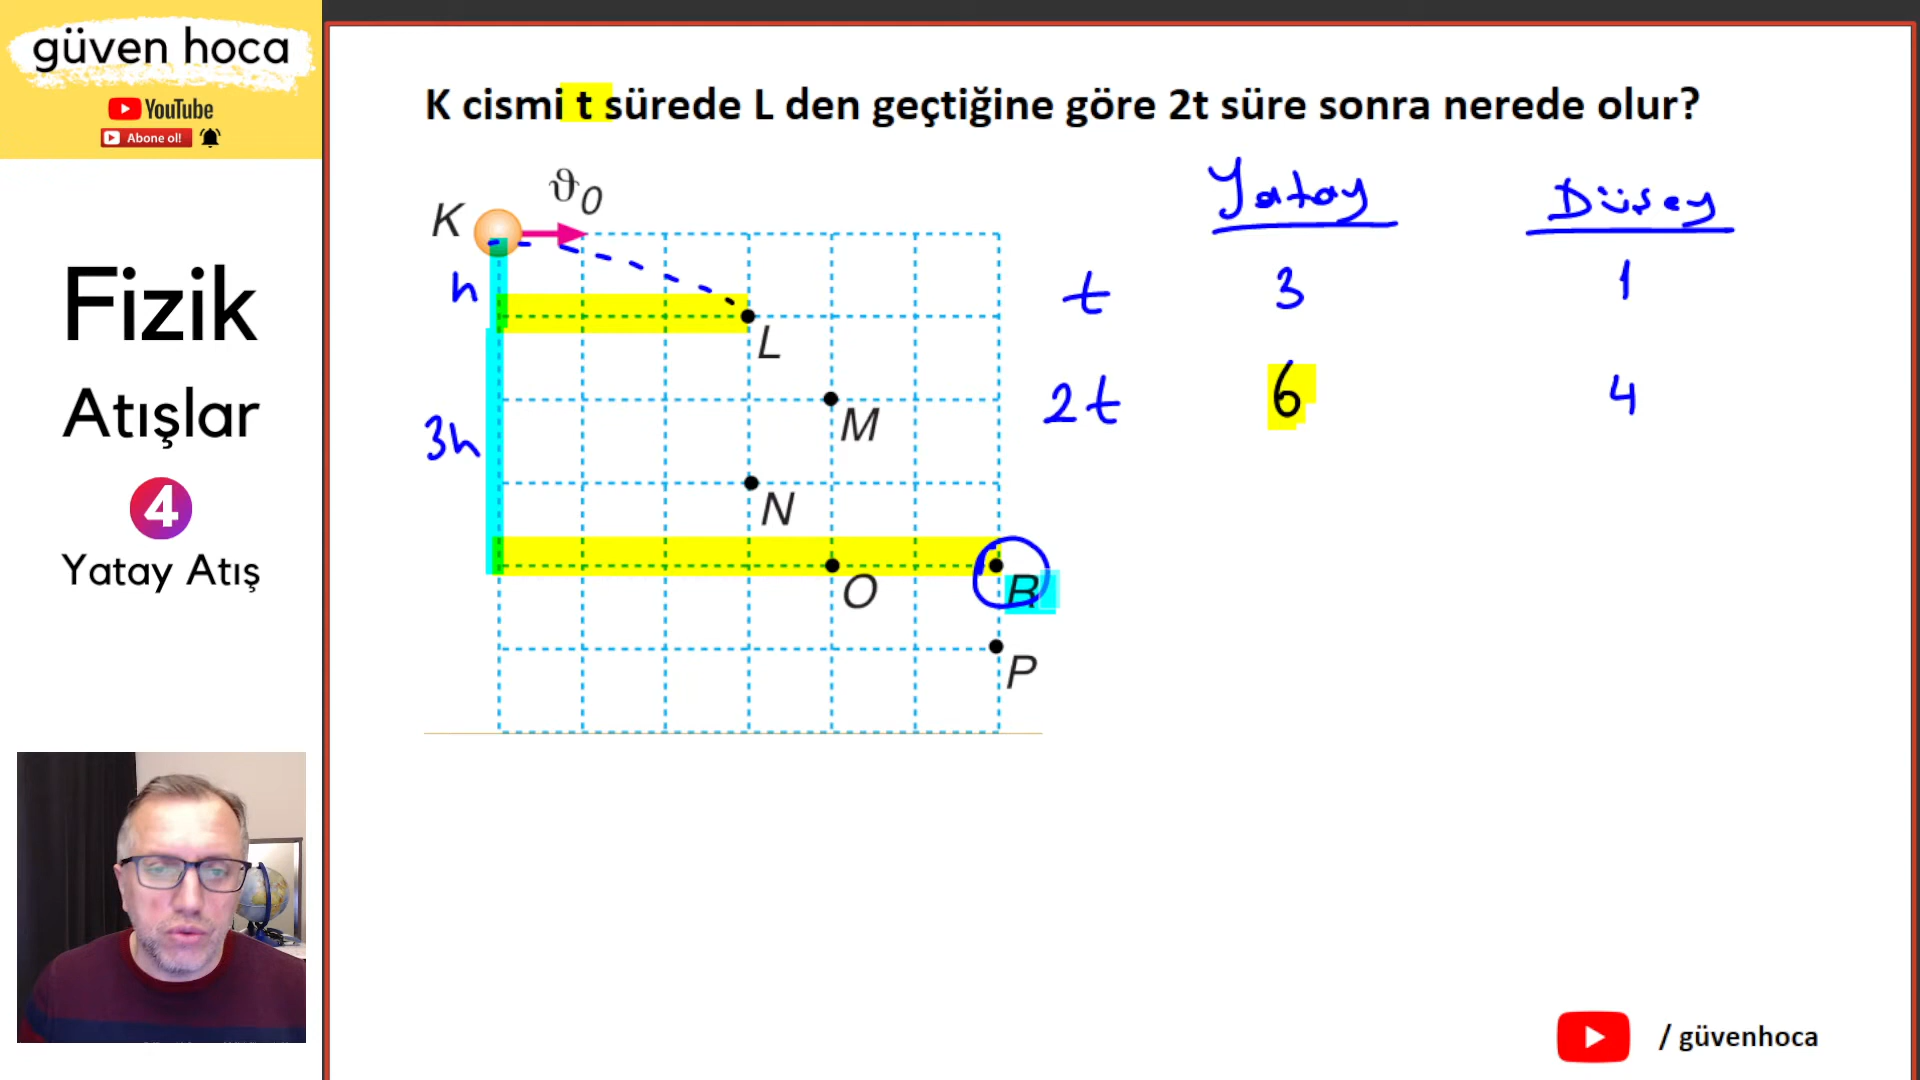 güven hoca
YouTube
Abone ol!
Fizik
Atışlar
4
Yatay Atış
K cismi t sürede L den geçtiğine göre 2t süre sonra nerede olur?
Yatay Düşey
K ϑ0
h
L
t 3 1
M
2t 6 4
3h
N
O R
P
/ güvenhoca